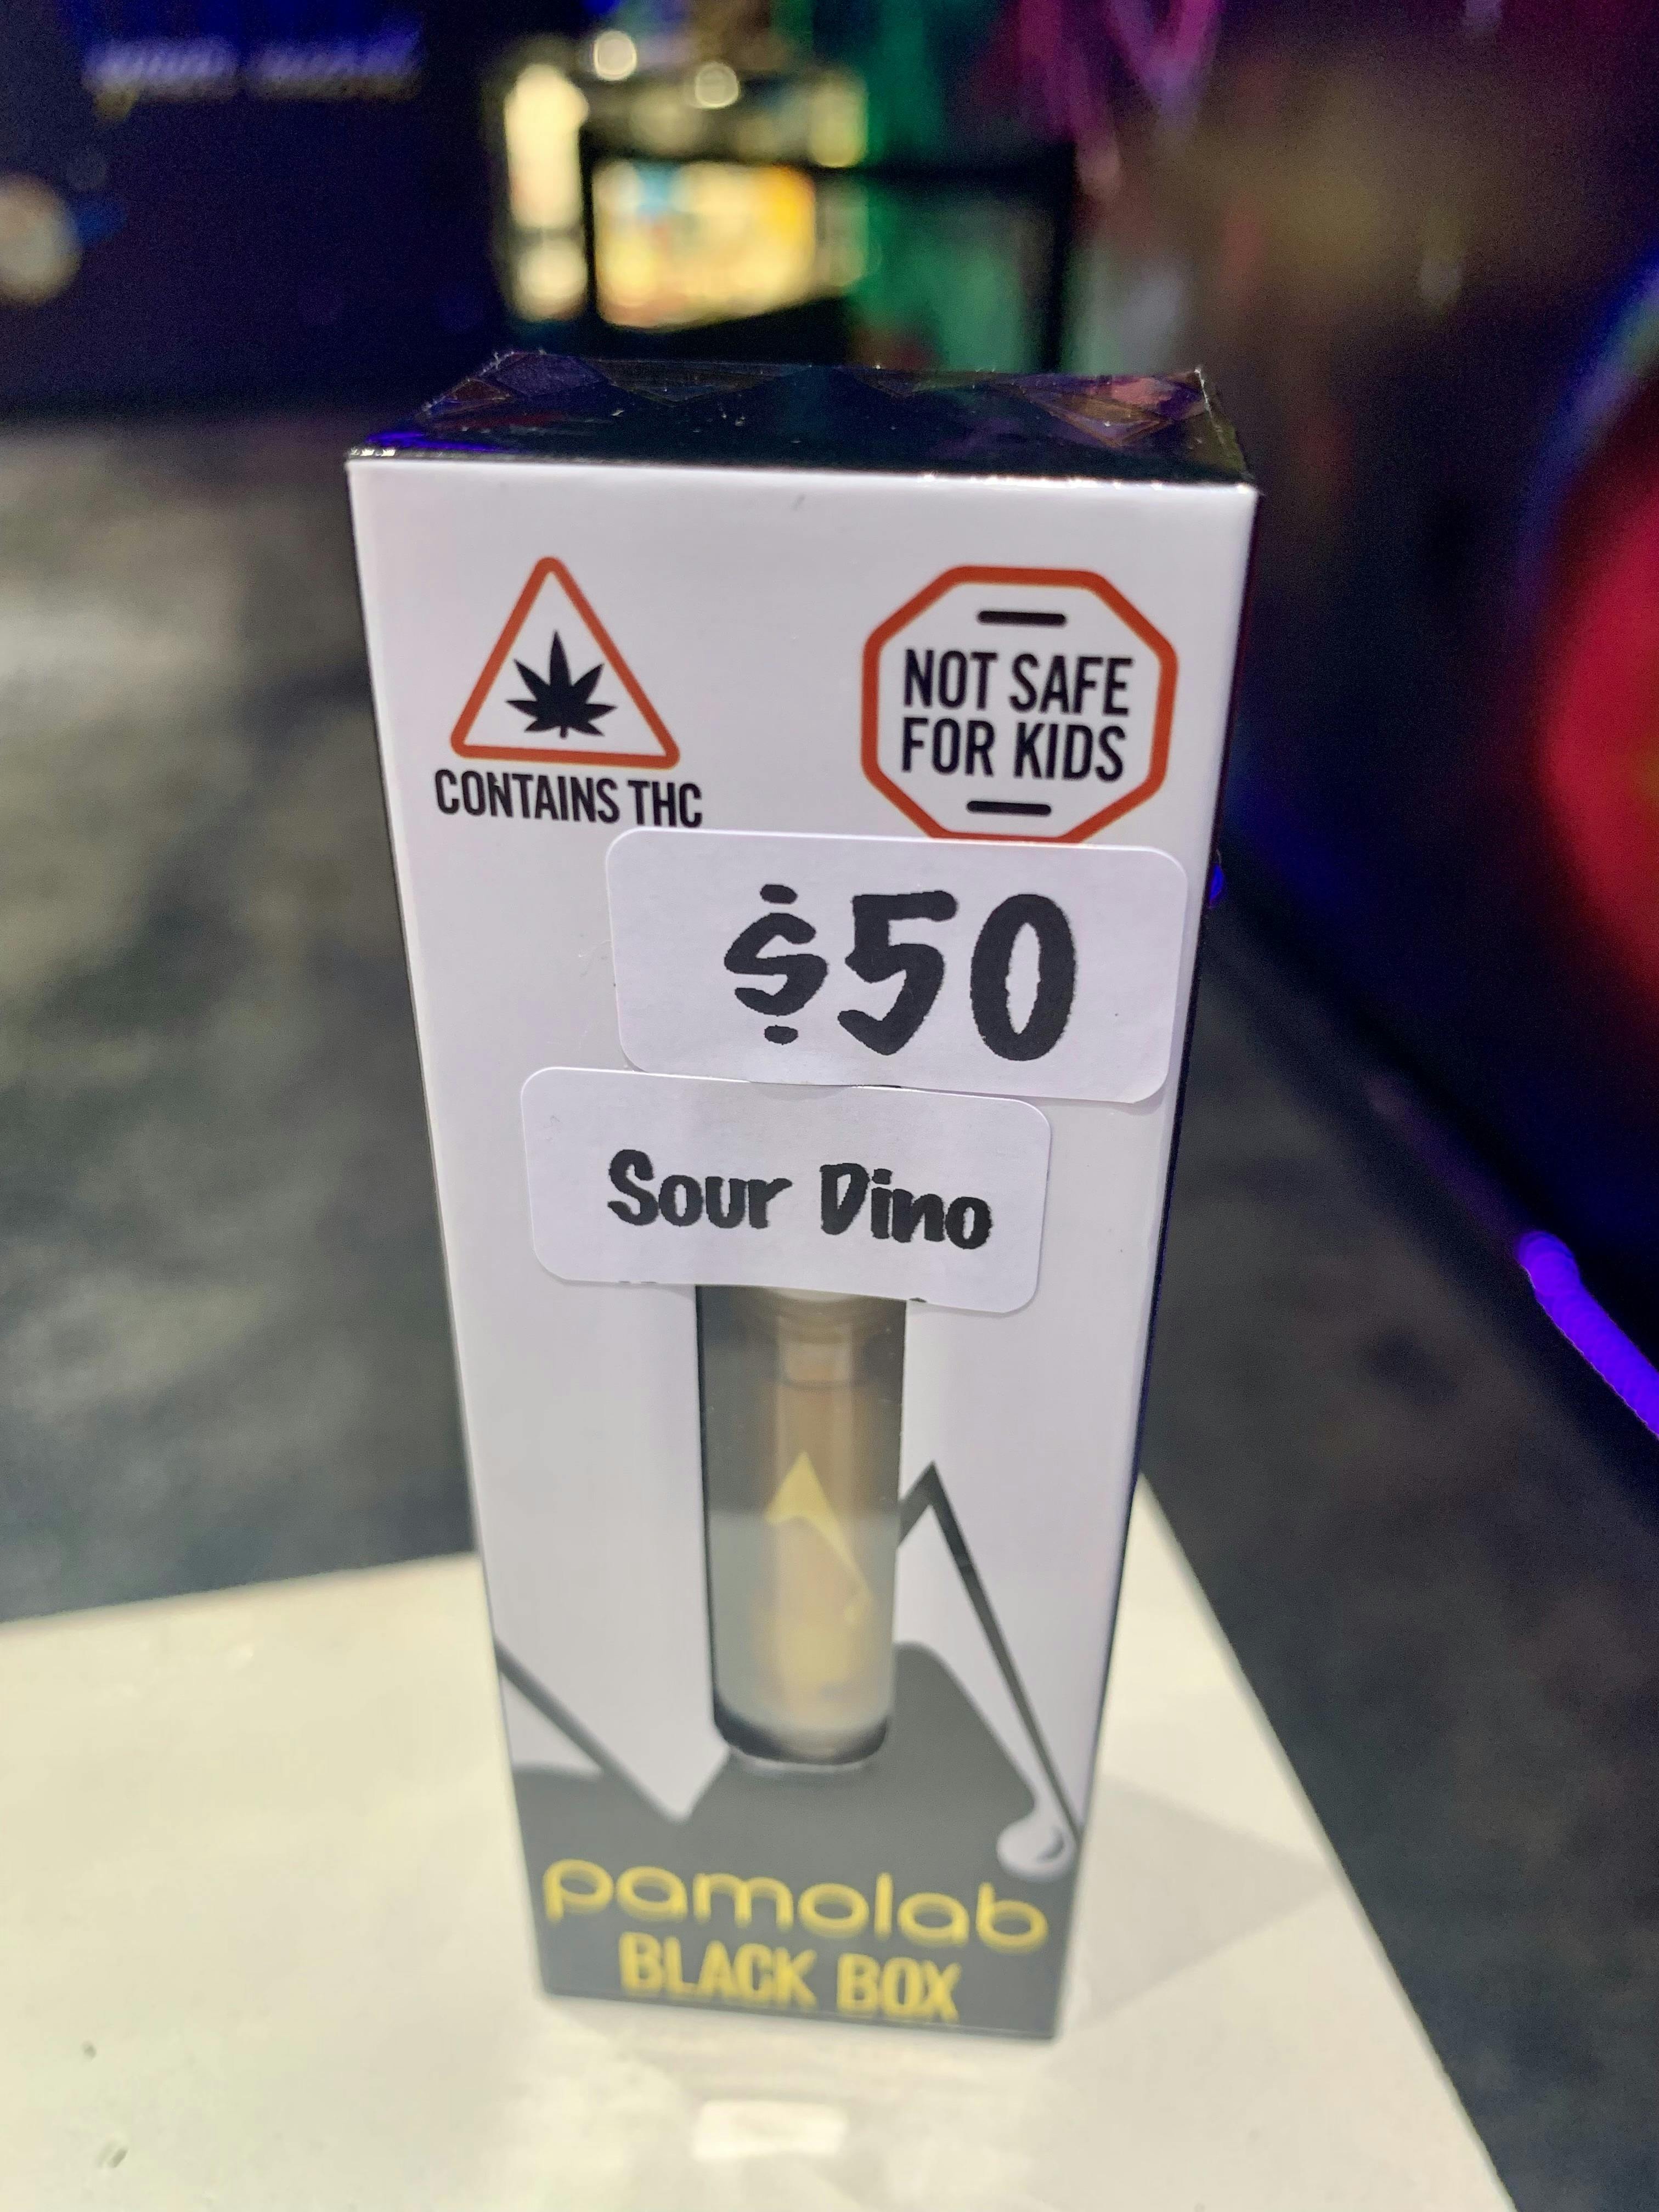 CONTAINS THC
NOT SAFE
FOR KIDS
$50
Sour Dino
pamolab
BLACK BOX